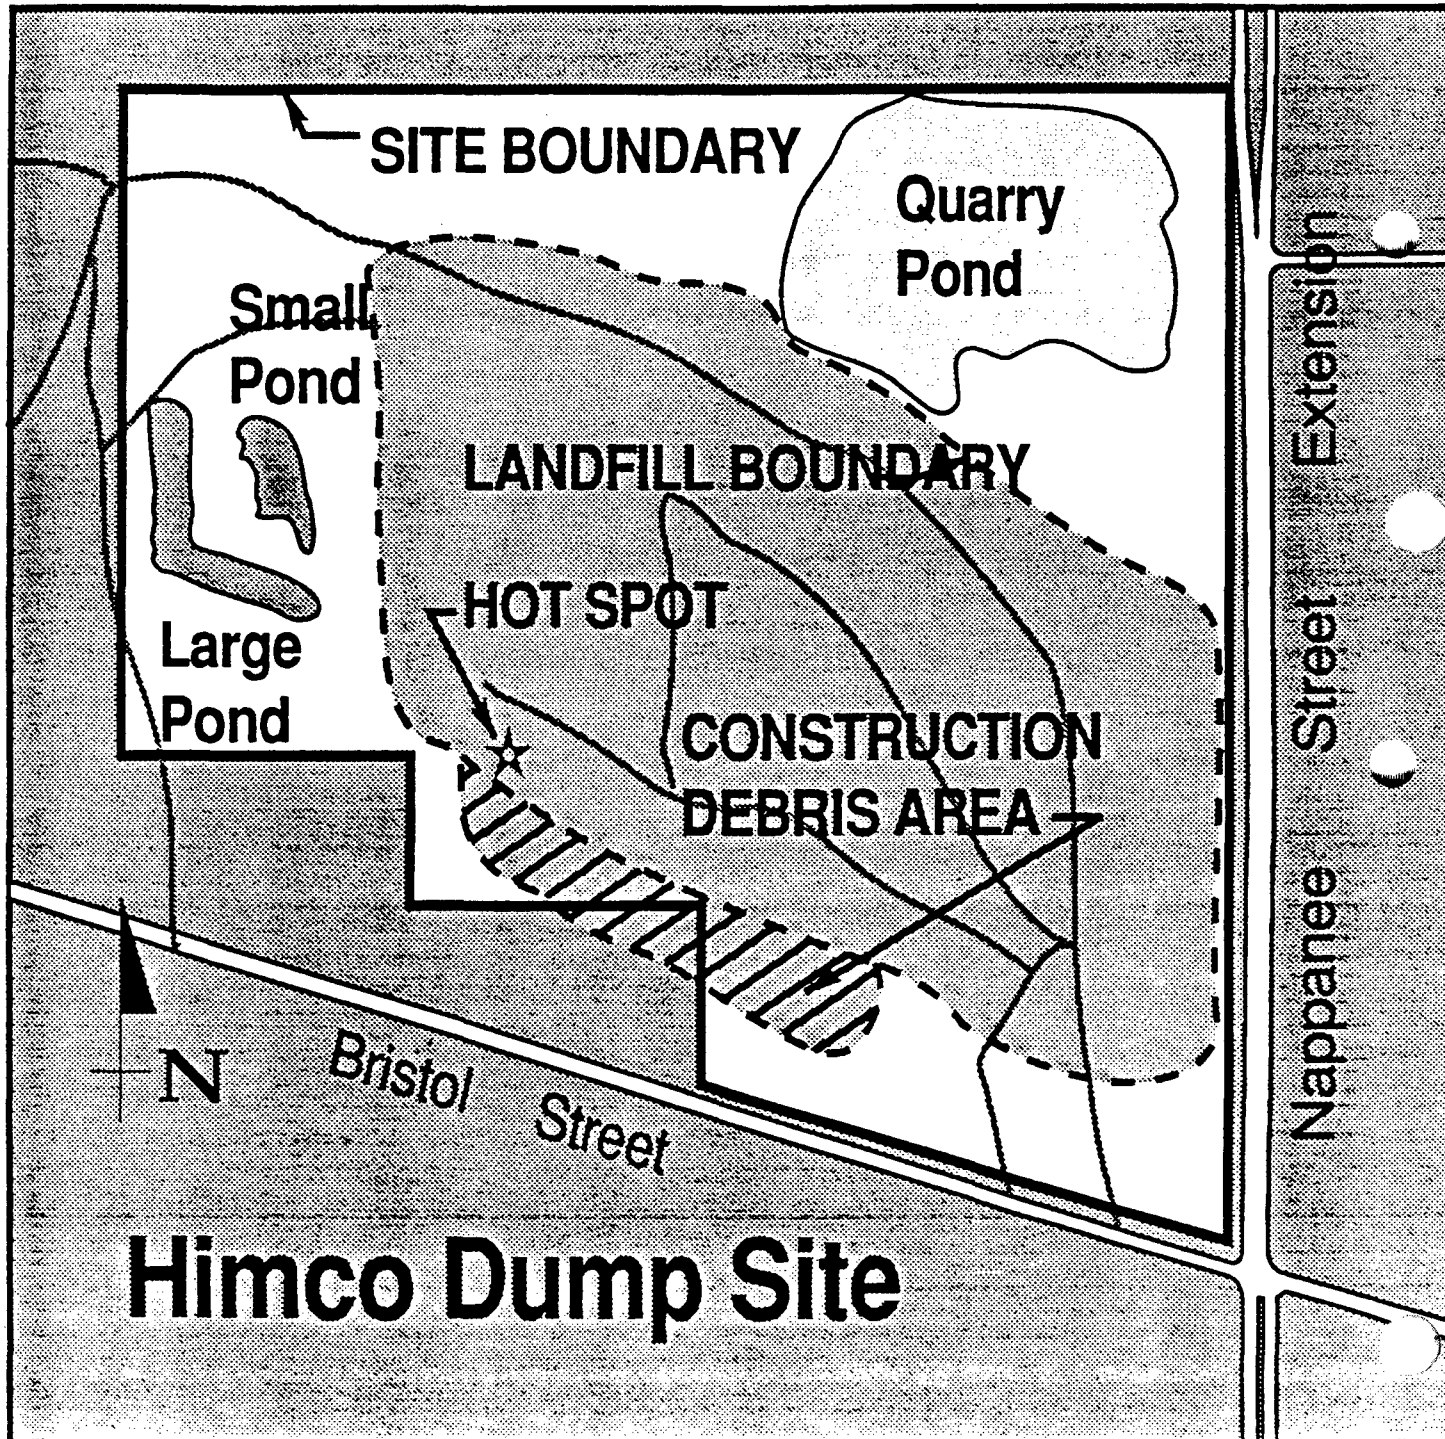 SITE BOUNDARY
Quarry
Pond
Small
Pond
LANDFILL BOUNDARY
HOT SPOT
Large
Pond
CONSTRUCTION
DEBRIS AREA
Nappanee Street Extension
N
Bristol Street
Himco Dump Site